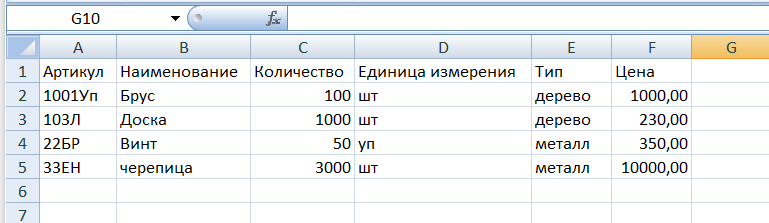 G10 fx
A B C D E F G
1 Артикул Наименование Количество Единица измерения Тип Цена
2 1001Уп Брус 100 шт дерево 1000,00
3 103Л Доска 1000 шт дерево 230,00
4 22БР Винт 50 уп металл 350,00
5 33ЕН черепица 3000 шт металл 10000,00
6
7